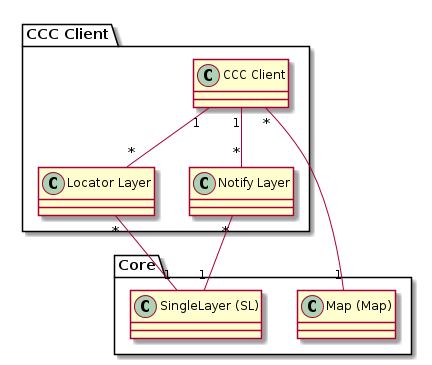 CCC Client
C CCC Client
1 1 *
* *
C Locator Layer C Notify Layer
* *
Core
1 1 1
C SingleLayer (SL) C Map (Map)